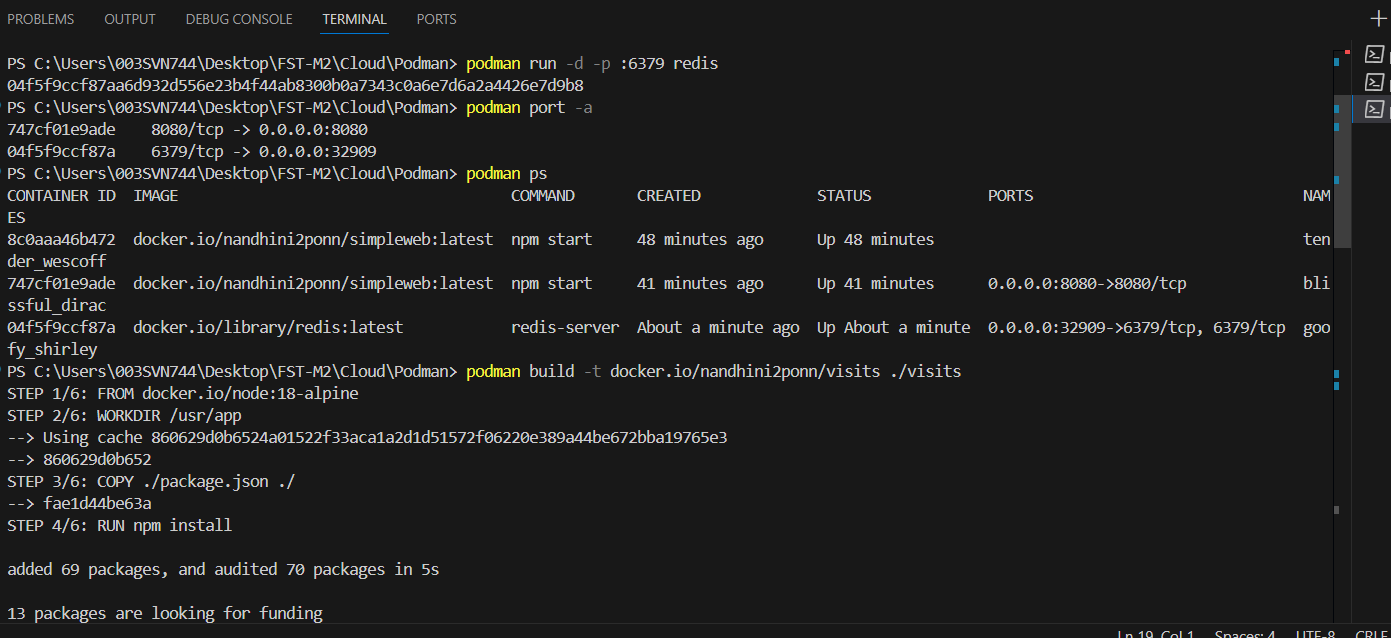 PROBLEMS OUTPUT DEBUG CONSOLE TERMINAL PORTS
PS C:\Users\003SVN744\Desktop\FST-M2\Cloud\Podman> podman run -d -p :6379 redis
04f5f9ccf87aa6d932d556e23b4f44ab8300b0a7343c0a6e7d6a2a4426e7d9b8
PS C:\Users\003SVN744\Desktop\FST-M2\Cloud\Podman> podman port -a
747cf01e9ade    8080/tcp -> 0.0.0.0:8080
04f5f9ccf87a    6379/tcp -> 0.0.0.0:32909
PS C:\Users\003SVN744\Desktop\FST-M2\Cloud\Podman> podman ps
CONTAINER ID  IMAGE                                    COMMAND       CREATED             STATUS             PORTS                              NAM
ES
8c0aaa46b472  docker.io/nandhini2ponn/simpleweb:latest  npm start     48 minutes ago      Up 48 minutes                                         ten
der_wescoff
747cf01e9ade  docker.io/nandhini2ponn/simpleweb:latest  npm start     41 minutes ago      Up 41 minutes      0.0.0.0:8080->8080/tcp             bli
ssful_dirac
04f5f9ccf87a  docker.io/library/redis:latest            redis-server  About a minute ago  Up About a minute  0.0.0.0:32909->6379/tcp, 6379/tcp  goo
fy_shirley
PS C:\Users\003SVN744\Desktop\FST-M2\Cloud\Podman> podman build -t docker.io/nandhini2ponn/visits ./visits
STEP 1/6: FROM docker.io/node:18-alpine
STEP 2/6: WORKDIR /usr/app
--> Using cache 860629d0b6524a01522f33aca1a2d1d51572f06220e389a44be672bba19765e3
--> 860629d0b652
STEP 3/6: COPY ./package.json ./
--> fae1d44be63a
STEP 4/6: RUN npm install
added 69 packages, and audited 70 packages in 5s
13 packages are looking for funding
Ln 19, Col 1 Spaces: 4 UTF-8 CRLF